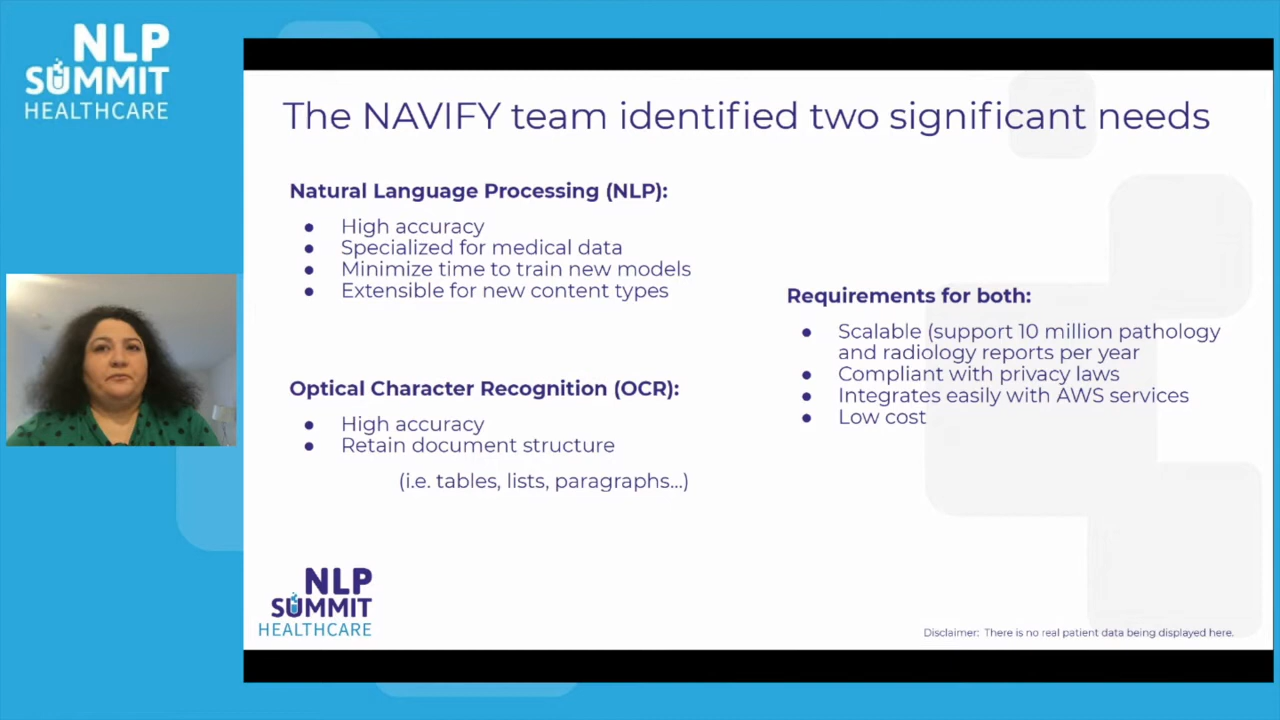 NLP
SUMMIT
HEALTHCARE
The NAVIFY team identified two significant needs
Natural Language Processing (NLP):
● High accuracy
● Specialized for medical data
● Minimize time to train new models
● Extensible for new content types
Optical Character Recognition (OCR):
● High accuracy
● Retain document structure
(i.e. tables, lists, paragraphs...)
Requirements for both:
● Scalable (support 10 million pathology
and radiology reports per year
● Compliant with privacy laws
● Integrates easily with AWS services
● Low cost
NLP
SUMMIT
HEALTHCARE
Disclaimer: There is no real patient data being displayed here.